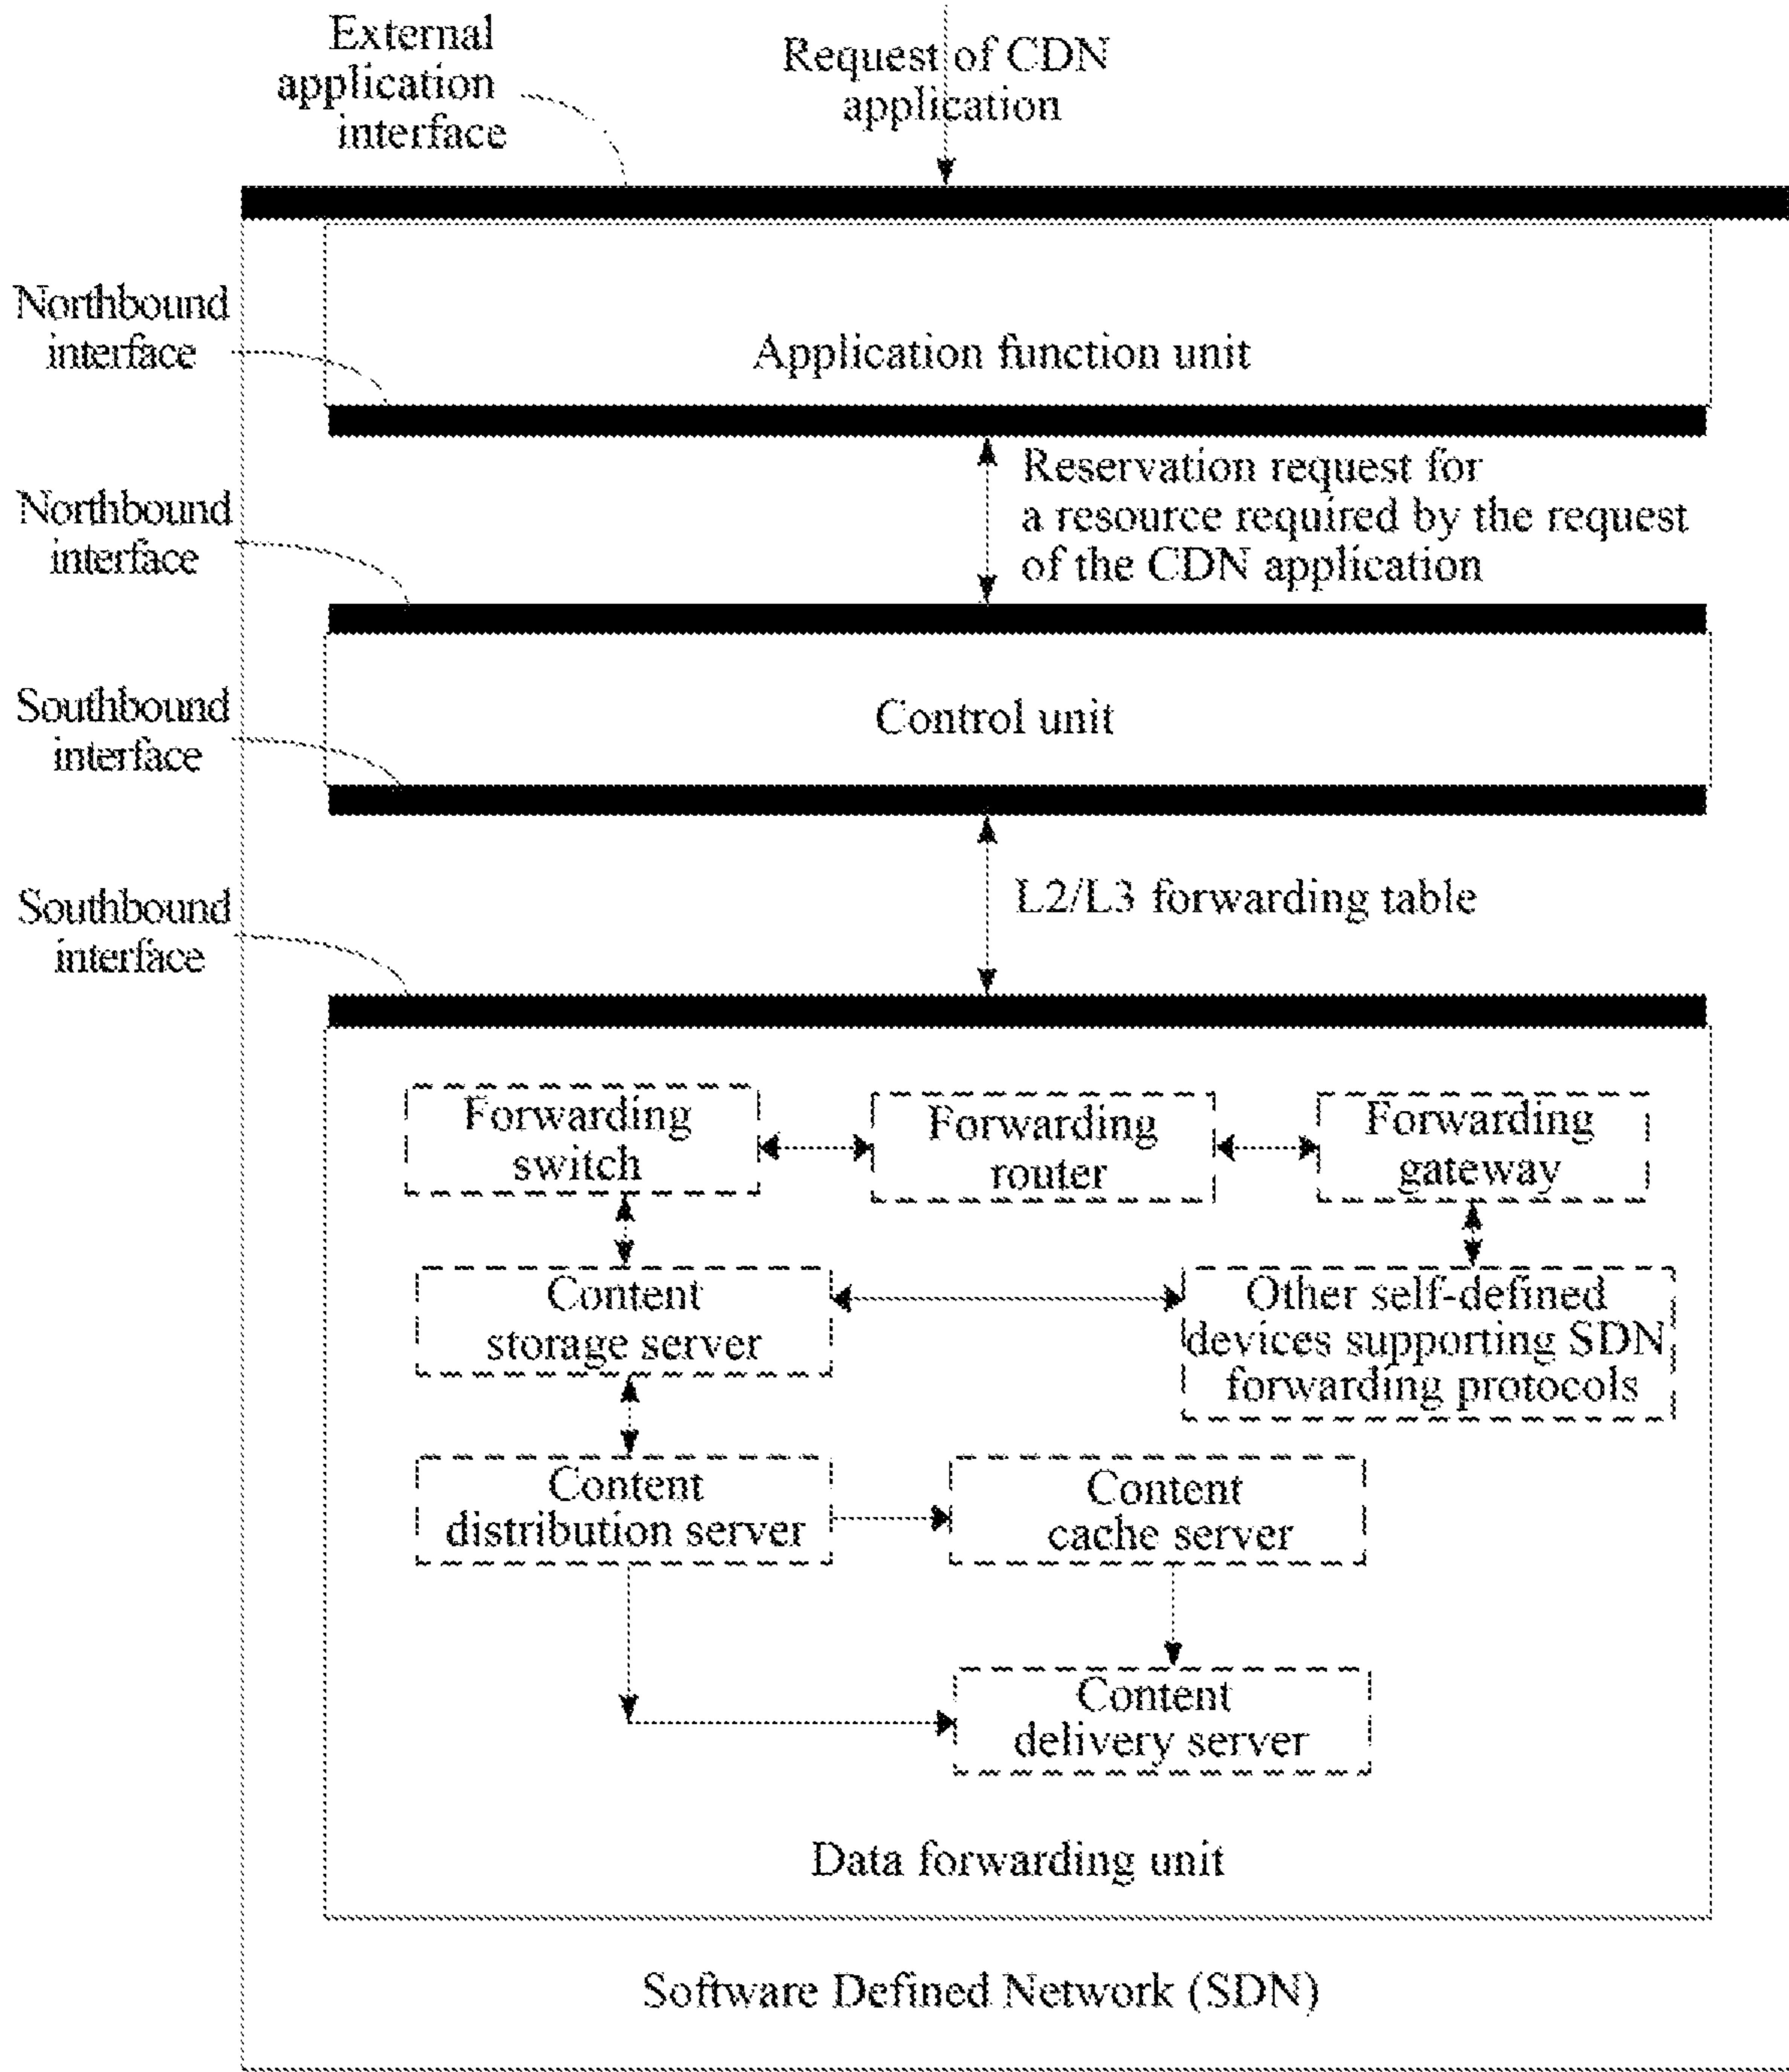 External
application
interface
Request of CDN
application
Northbound
interface
Application function unit
Northbound
interface
Reservation request for
a resource required by the request
of the CDN application
Southbound
interface
Control unit
Southbound
interface
L2/L3 forwarding table
Forwarding
switch
Forwarding
router
Forwarding
gateway
Content
storage server
Other self-defined
devices supporting SDN
forwarding protocols
Content
distribution server
Content
cache server
Content
delivery server
Data forwarding unit
Software Defined Network (SDN)